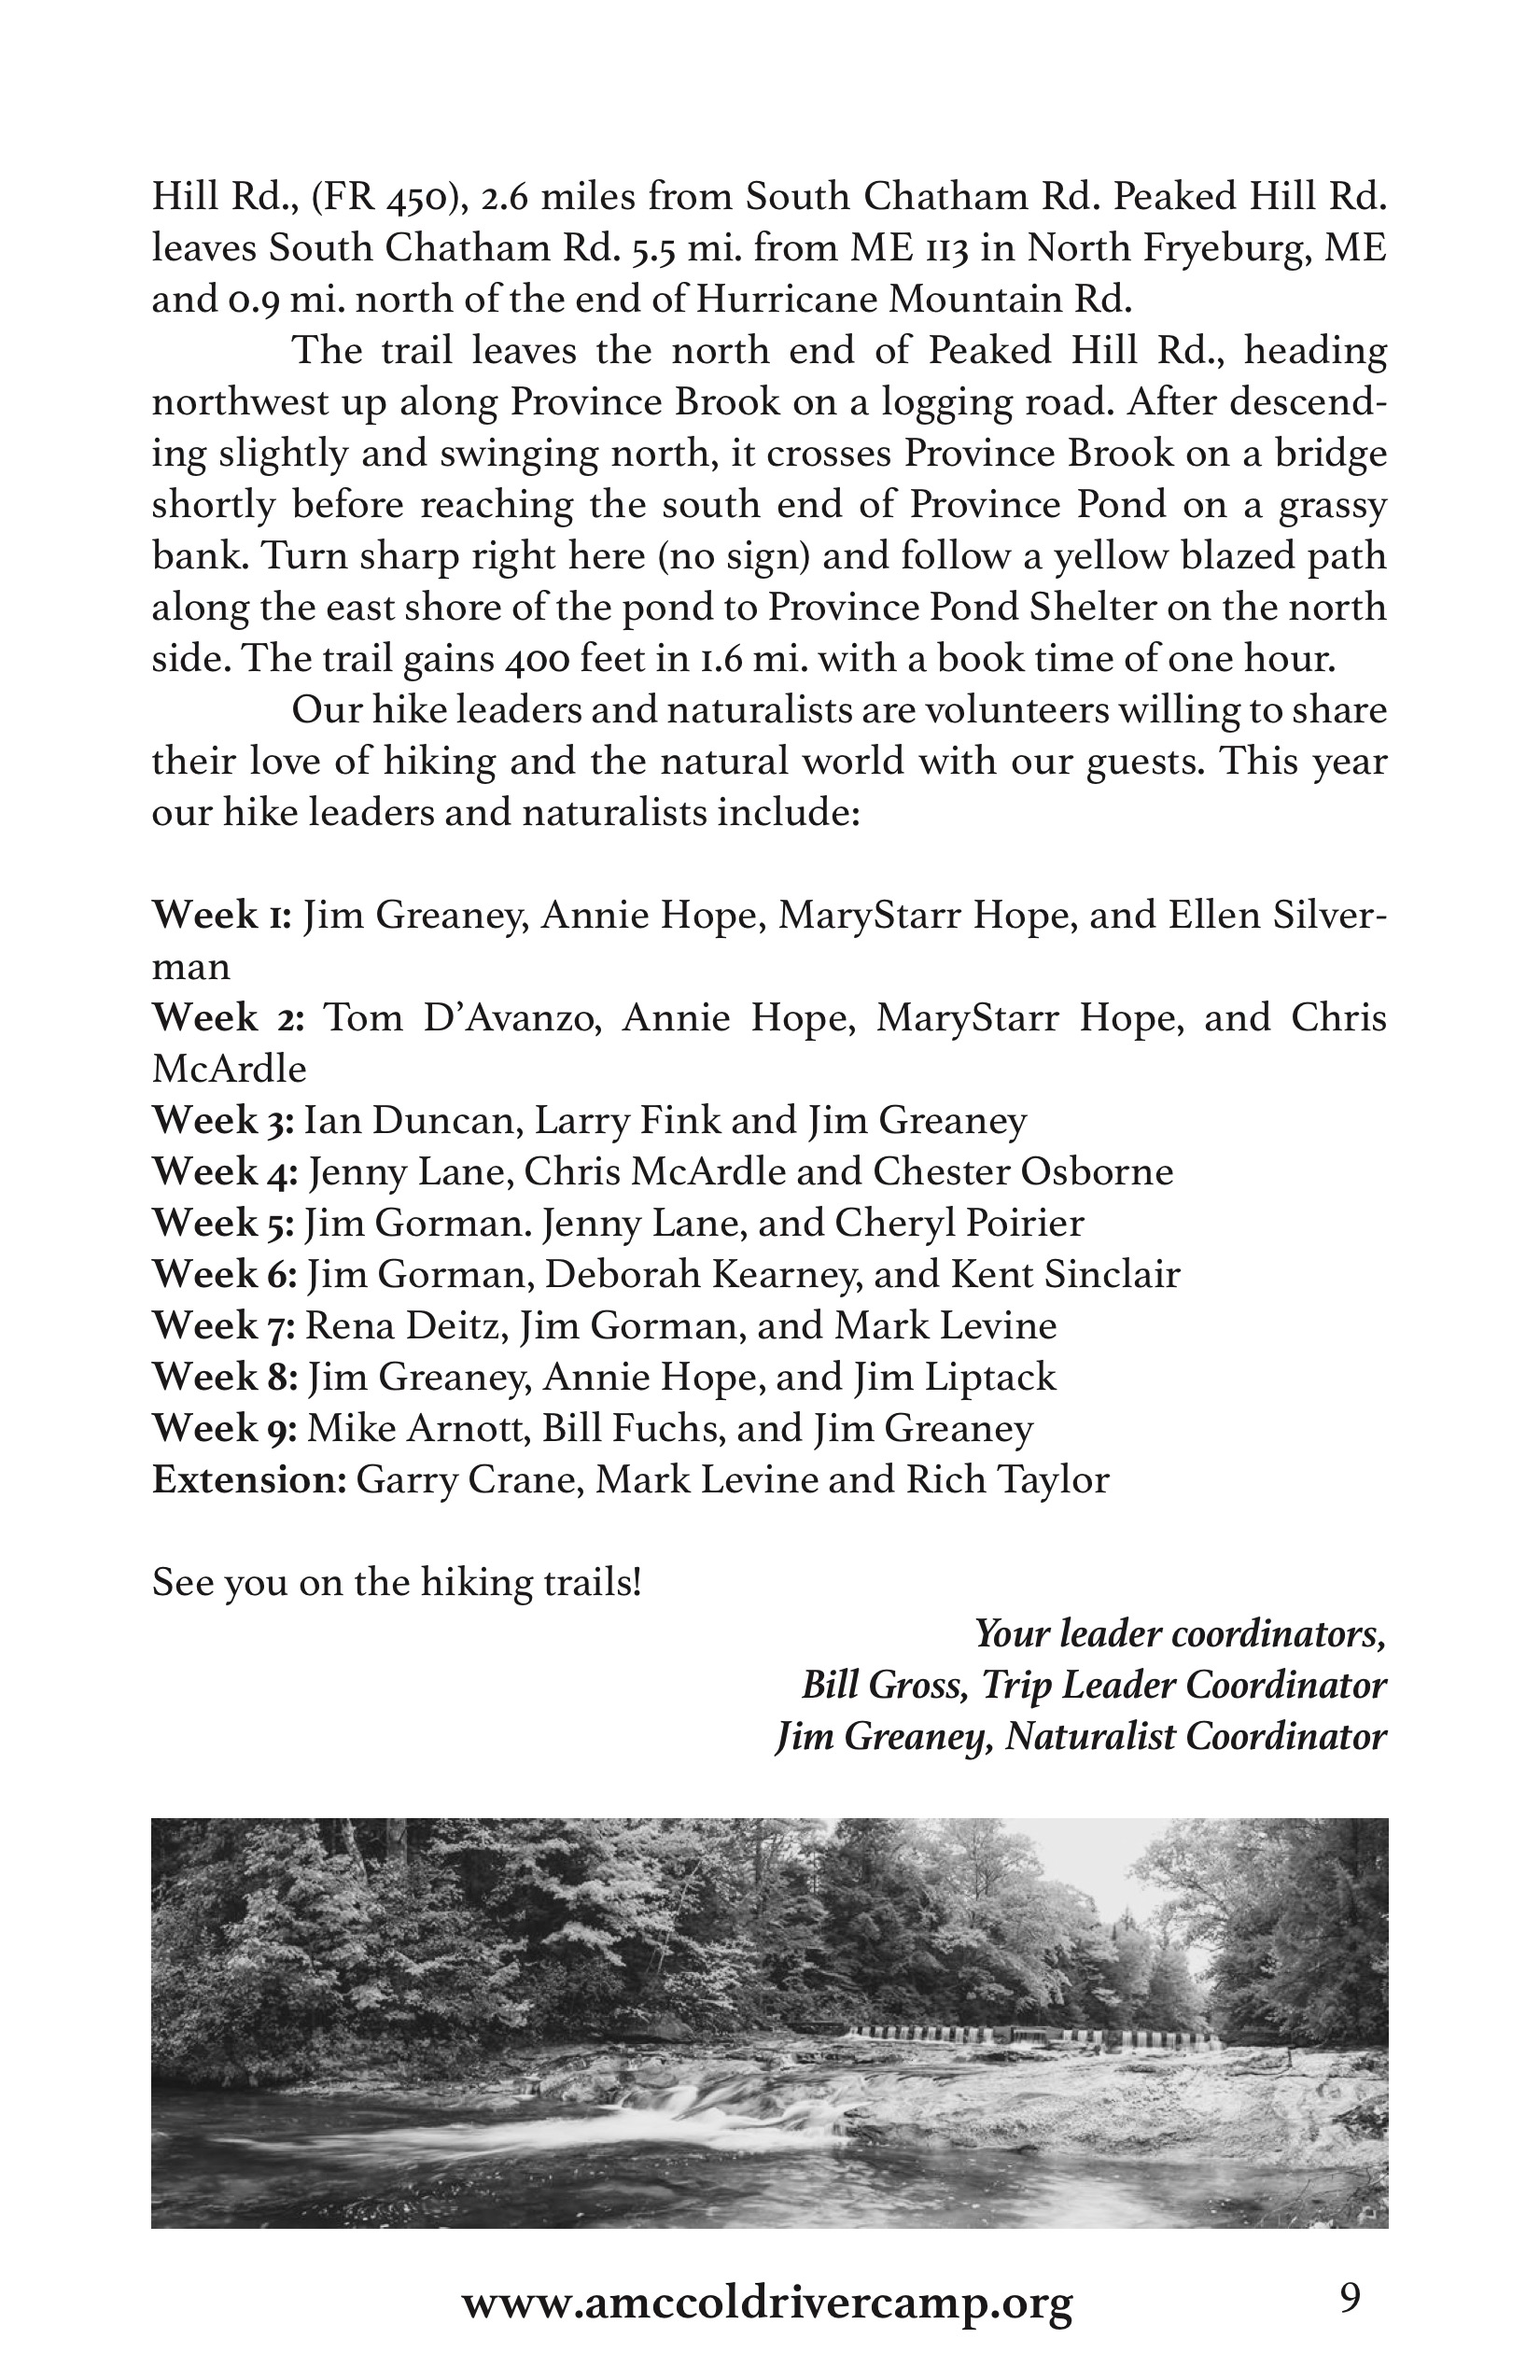 Hill Rd., (FR 450), 2.6 miles from South Chatham Rd. Peaked Hill Rd.
leaves South Chatham Rd. 5.5 mi. from ME 113 in North Fryeburg, ME
and 0.9 mi. north of the end of Hurricane Mountain Rd.
The trail leaves the north end of Peaked Hill Rd., heading
northwest up along Province Brook on a logging road. After descend-
ing slightly and swinging north, it crosses Province Brook on a bridge
shortly before reaching the south end of Province Pond on a grassy
bank. Turn sharp right here (no sign) and follow a yellow blazed path
along the east shore of the pond to Province Pond Shelter on the north
side. The trail gains 400 feet in 1.6 mi. with a book time of one hour.
Our hike leaders and naturalists are volunteers willing to share
their love of hiking and the natural world with our guests. This year
our hike leaders and naturalists include:
Week 1: Jim Greaney, Annie Hope, MaryStarr Hope, and Ellen Silver-
man
Week 2: Tom D’Avanzo, Annie Hope, MaryStarr Hope, and Chris
McArdle
Week 3: Ian Duncan, Larry Fink and Jim Greaney
Week 4: Jenny Lane, Chris McArdle and Chester Osborne
Week 5: Jim Gorman. Jenny Lane, and Cheryl Poirier
Week 6: Jim Gorman, Deborah Kearney, and Kent Sinclair
Week 7: Rena Deitz, Jim Gorman, and Mark Levine
Week 8: Jim Greaney, Annie Hope, and Jim Liptack
Week 9: Mike Arnott, Bill Fuchs, and Jim Greaney
Extension: Garry Crane, Mark Levine and Rich Taylor
See you on the hiking trails!
Your leader coordinators,
Bill Gross, Trip Leader Coordinator
Jim Greaney, Naturalist Coordinator
www.amccoldrivercamp.org 9